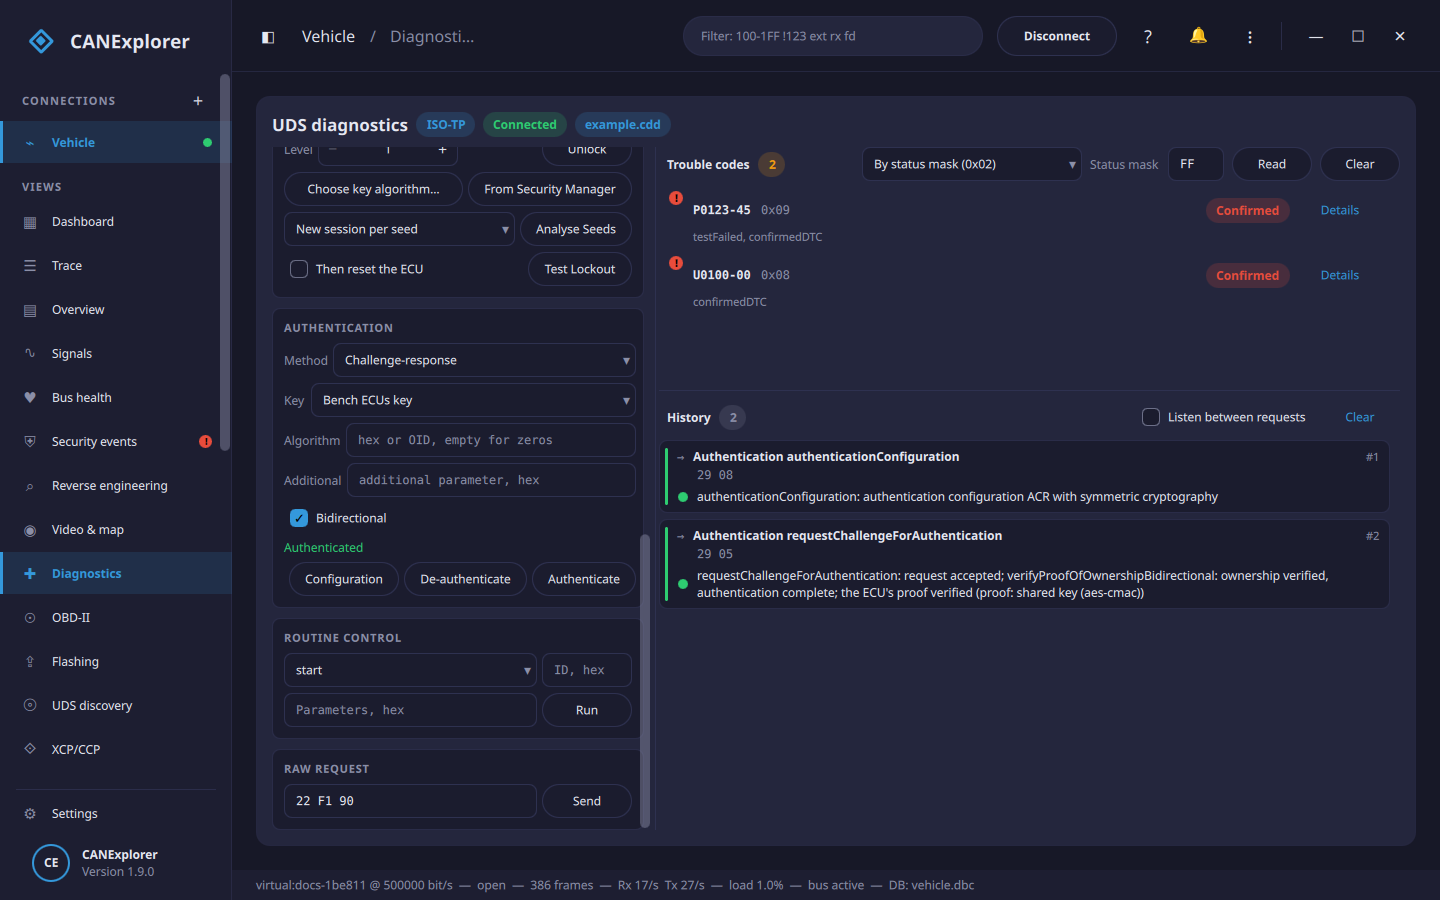 CANExplorer
CONNECTIONS +
Vehicle
VIEWS
Dashboard
Trace
Overview
Signals
Bus health
Security events !
Reverse engineering
Video & map
Diagnostics
OBD-II
Flashing
UDS discovery
XCP/CCP
Settings
CE
CANExplorer
Version 1.9.0
Vehicle / Diagnosti...
Filter: 100-1FF !123 ext rx fd
Disconnect
?
UDS diagnostics ISO-TP Connected example.cdd
Level − 1 + Unlock
Choose key algorithm... From Security Manager
New session per seed Analyse Seeds
Then reset the ECU Test Lockout
AUTHENTICATION
Method Challenge-response
Key Bench ECUs key
Algorithm hex or OID, empty for zeros
Additional additional parameter, hex
Bidirectional
Authenticated
Configuration De-authenticate Authenticate
ROUTINE CONTROL
start ID, hex
Parameters, hex Run
RAW REQUEST
22 F1 90 Send
Trouble codes 2 By status mask (0x02) Status mask FF Read Clear
! P0123-45 0x09 Confirmed Details
testFailed, confirmedDTC
! U0100-00 0x08 Confirmed Details
confirmedDTC
History 2 Listen between requests Clear
→ Authentication authenticationConfiguration #1
29 08
authenticationConfiguration: authentication configuration ACR with symmetric cryptography
→ Authentication requestChallengeForAuthentication #2
29 05
requestChallengeForAuthentication: request accepted; verifyProofOfOwnershipBidirectional: ownership verified,
authentication complete; the ECU's proof verified (proof: shared key (aes-cmac))
virtual:docs-1be811 @ 500000 bit/s — open — 386 frames — Rx 17/s Tx 27/s — load 1.0% — bus active — DB: vehicle.dbc